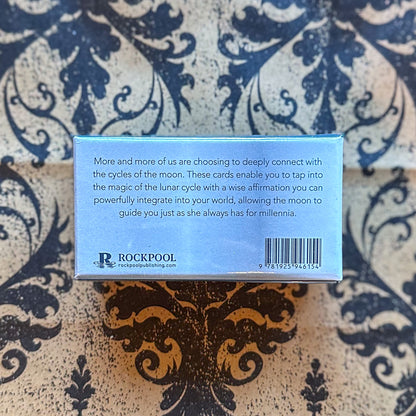 More and more of us are choosing to deeply connect with
the cycles of the moon. These cards enable you to tap into
the magic of the lunar cycle with a wise affirmation you can
powerfully integrate into your world, allowing the moon to
guide you just as she always has for millennia.
R ROCKPOOL
rockpoolpublishing.com
9 781925 946154